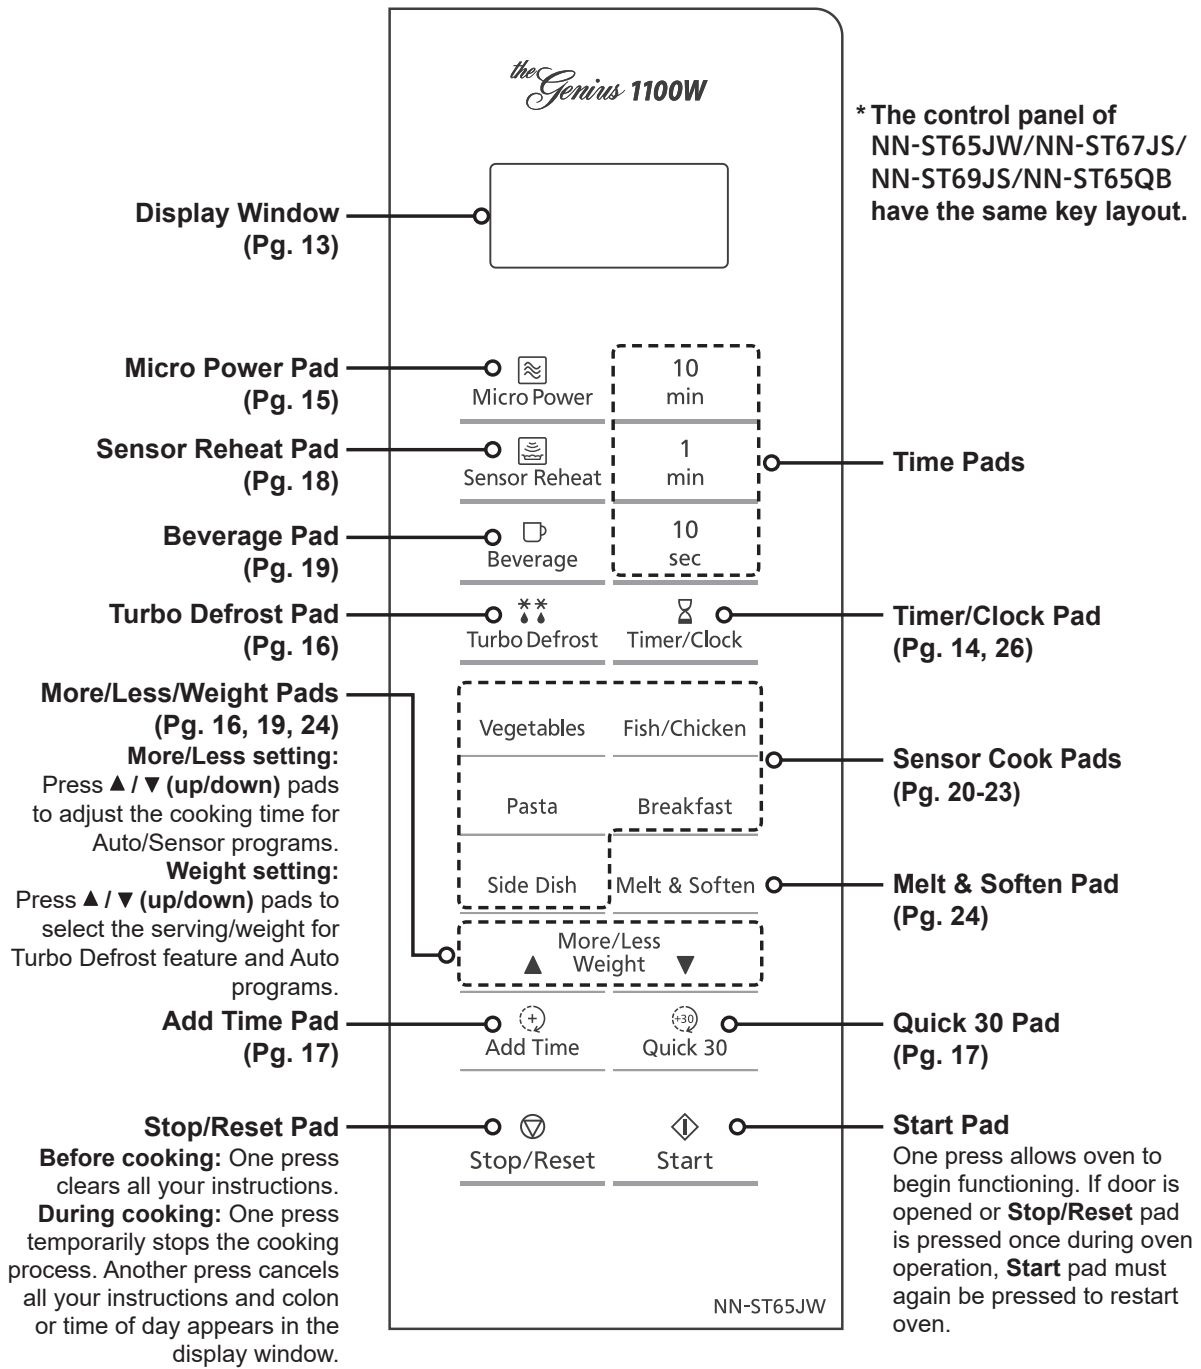 the Genius 1100W
* The control panel of
NN-ST65JW/NN-ST67JS/
NN-ST69JS/NN-ST65QB
have the same key layout.
Display Window
(Pg. 13)
Micro Power Pad
(Pg. 15)
Sensor Reheat Pad
(Pg. 18)
Beverage Pad
(Pg. 19)
Turbo Defrost Pad
(Pg. 16)
More/Less/Weight Pads
(Pg. 16, 19, 24)
More/Less setting:
Press ▲ / ▼ (up/down) pads
to adjust the cooking time for
Auto/Sensor programs.
Weight setting:
Press ▲ / ▼ (up/down) pads to
select the serving/weight for
Turbo Defrost feature and Auto
programs.
Add Time Pad
(Pg. 17)
Stop/Reset Pad
Before cooking: One press
clears all your instructions.
During cooking: One press
temporarily stops the cooking
process. Another press cancels
all your instructions and colon
or time of day appears in the
display window.
Micro Power
10
min
Sensor Reheat
1
min
Beverage
10
sec
Turbo Defrost
Timer/Clock
Vegetables
Fish/Chicken
Pasta
Breakfast
Side Dish
Melt & Soften
More/Less
▲ Weight ▼
+
Add Time
+30
Quick 30
Stop/Reset
Start
NN-ST65JW
Time Pads
Timer/Clock Pad
(Pg. 14, 26)
Sensor Cook Pads
(Pg. 20-23)
Melt & Soften Pad
(Pg. 24)
Quick 30 Pad
(Pg. 17)
Start Pad
One press allows oven to
begin functioning. If door is
opened or Stop/Reset pad
is pressed once during oven
operation, Start pad must
again be pressed to restart
oven.